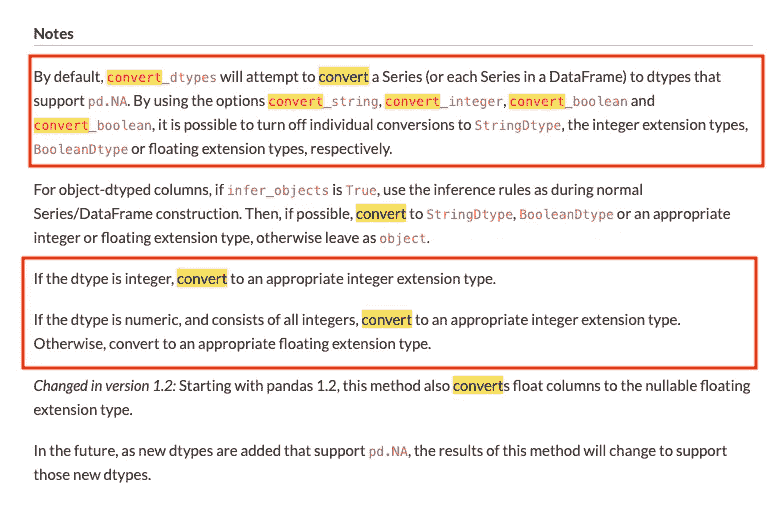 Notes
By default, convert_dtypes will attempt to convert a Series (or each Series in a DataFrame) to dtypes that
support pd.NA. By using the options convert_string, convert_integer, convert_boolean and
convert_boolean, it is possible to turn off individual conversions to StringDtype, the integer extension types,
BooleanDtype or floating extension types, respectively.
For object-dtyped columns, if infer_objects is True, use the inference rules as during normal
Series/DataFrame construction. Then, if possible, convert to StringDtype, BooleanDtype or an appropriate
integer or floating extension type, otherwise leave as object.
If the dtype is integer, convert to an appropriate integer extension type.
If the dtype is numeric, and consists of all integers, convert to an appropriate integer extension type.
Otherwise, convert to an appropriate floating extension type.
Changed in version 1.2: Starting with pandas 1.2, this method also converts float columns to the nullable floating
extension type.
In the future, as new dtypes are added that support pd.NA, the results of this method will change to support
those new dtypes.